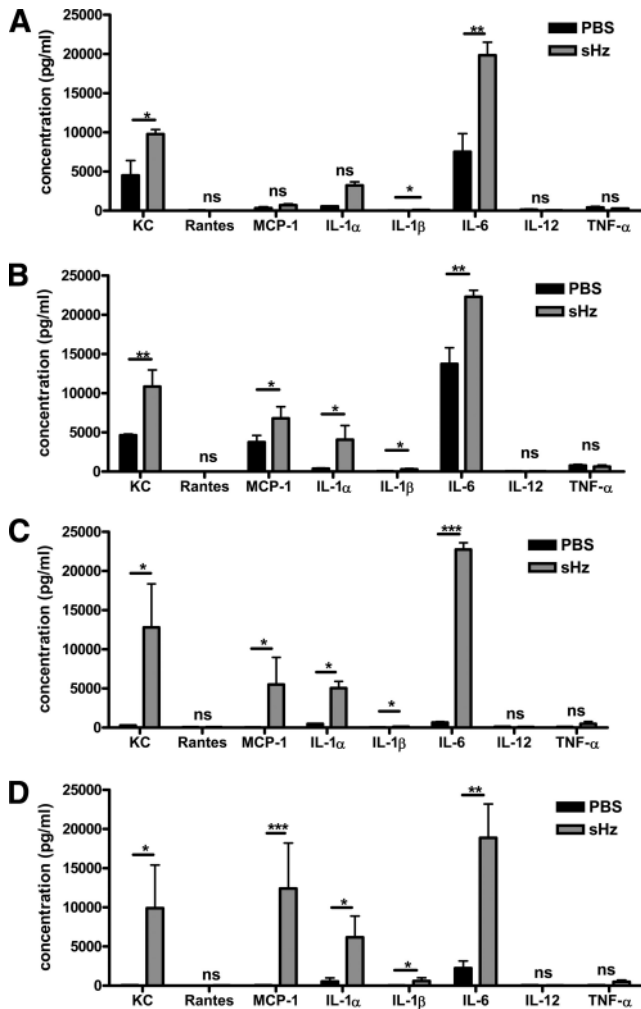 A
concentration (pg/ml)
25000
20000
15000
10000
5000
0
PBS
sHz
*
ns
ns
ns
*
**
ns
ns
KC Rantes MCP-1 IL-1α IL-1β IL-6 IL-12 TNF-α
B
concentration (pg/ml)
25000
20000
15000
10000
5000
0
PBS
sHz
**
ns
*
*
*
**
ns
ns
KC Rantes MCP-1 IL-1α IL-1β IL-6 IL-12 TNF-α
C
concentration (pg/ml)
25000
20000
15000
10000
5000
0
PBS
sHz
*
ns
*
*
*
***
ns
ns
KC Rantes MCP-1 IL-1α IL-1β IL-6 IL-12 TNF-α
D
concentration (pg/ml)
25000
20000
15000
10000
5000
0
PBS
sHz
*
ns
***
*
*
**
ns
ns
KC Rantes MCP-1 IL-1α IL-1β IL-6 IL-12 TNF-α